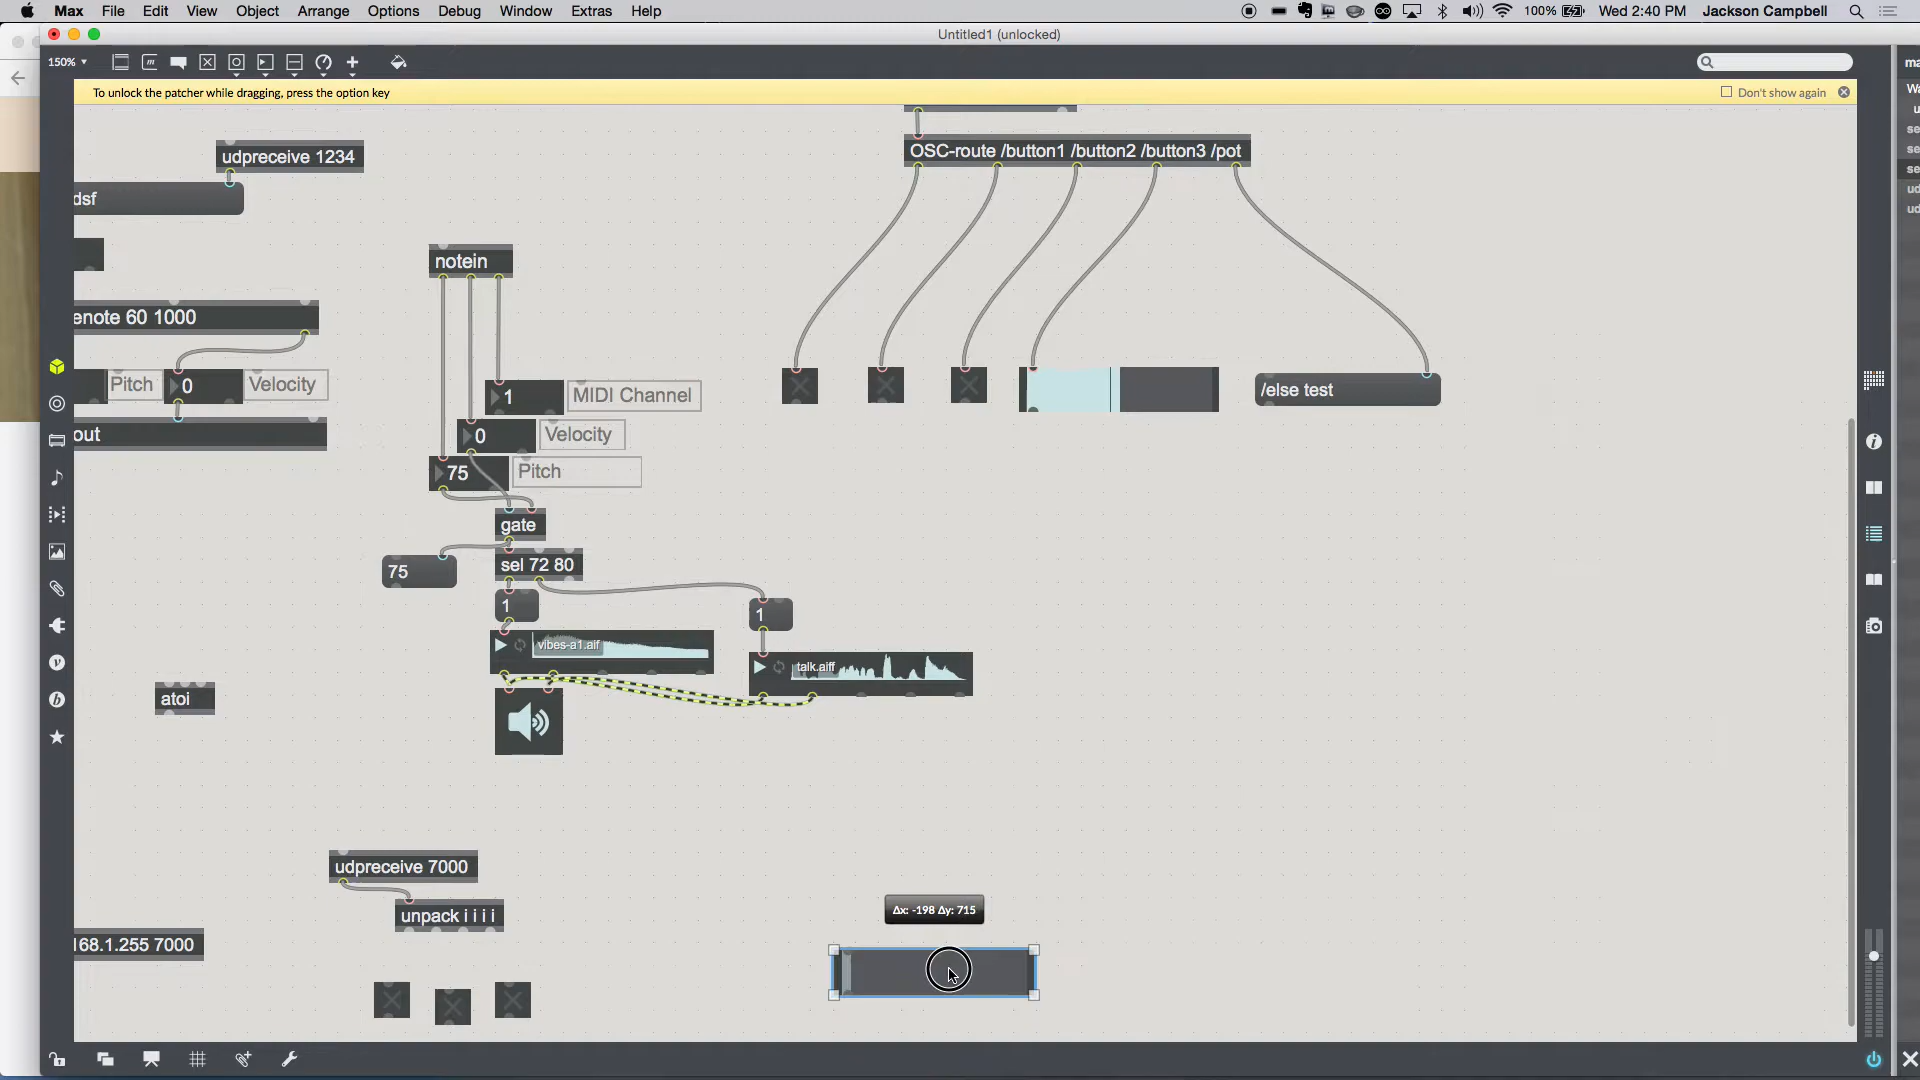 Max File Edit View Object Arrange Options Debug Window Extras Help 100% Wed 2:40 PM Jackson Campbell
Untitled1 (unlocked)
150%
To unlock the patcher while dragging, press the option key
Don't show again
OSC-route /button1 /button2 /button3 /pot
udpreceive 1234
dsf
notein
enote 60 1000
Pitch
0
Velocity
1
MIDI Channel
/else test
out
0
Velocity
75
Pitch
gate
sel 72 80
75
1
1
vibes-a1.aif
talk.aiff
atoi
udpreceive 7000
unpack i i i i
Δx: -198 Δy: 715
168.1.255 7000